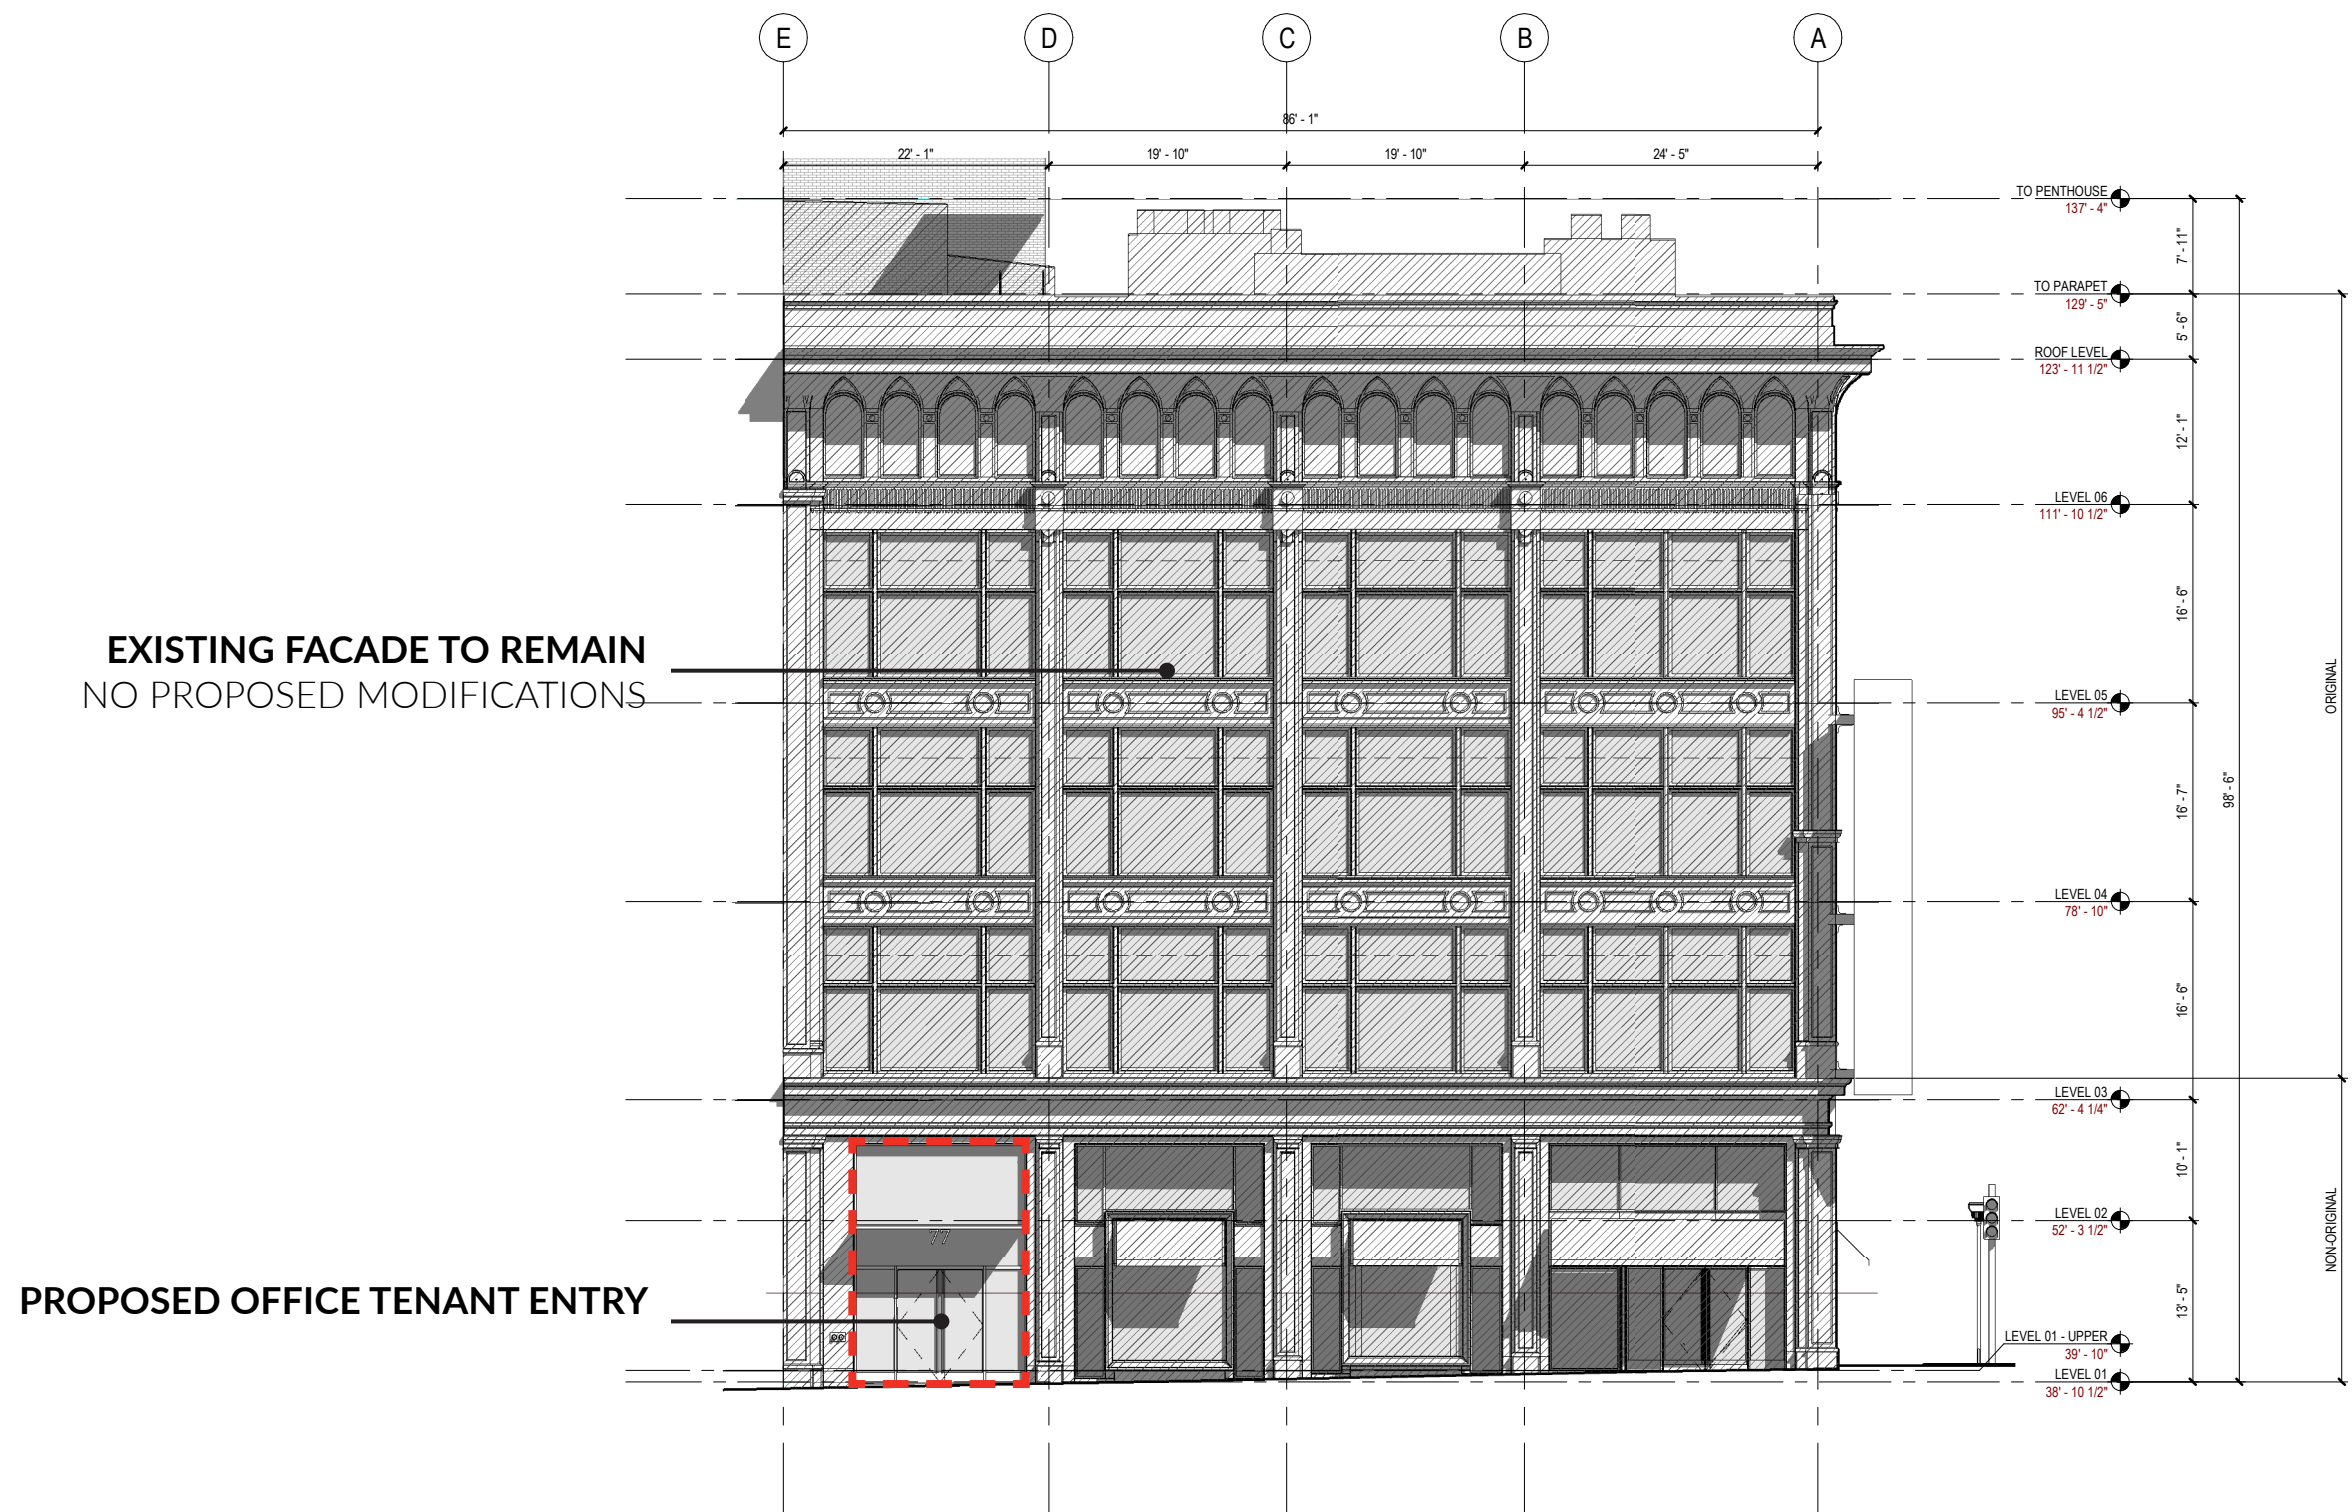 E D C B A
86' - 1"
22' - 1" 19' - 10" 19' - 10" 24' - 5"
TO PENTHOUSE
137' - 4"
7' - 11"
TO PARAPET
129' - 5"
5' - 6"
ROOF LEVEL
123' - 11 1/2"
12' - 1"
LEVEL 06
111' - 10 1/2"
16' - 6"
EXISTING FACADE TO REMAIN
NO PROPOSED MODIFICATIONS
ORIGINAL
LEVEL 05
95' - 4 1/2"
98' - 6"
16' - 7"
LEVEL 04
78' - 10"
16' - 6"
LEVEL 03
62' - 4 1/4"
10' - 1"
LEVEL 02
52' - 3 1/2"
NON-ORIGINAL
77
PROPOSED OFFICE TENANT ENTRY
13' - 5"
LEVEL 01 - UPPER
39' - 10"
LEVEL 01
38' - 10 1/2"